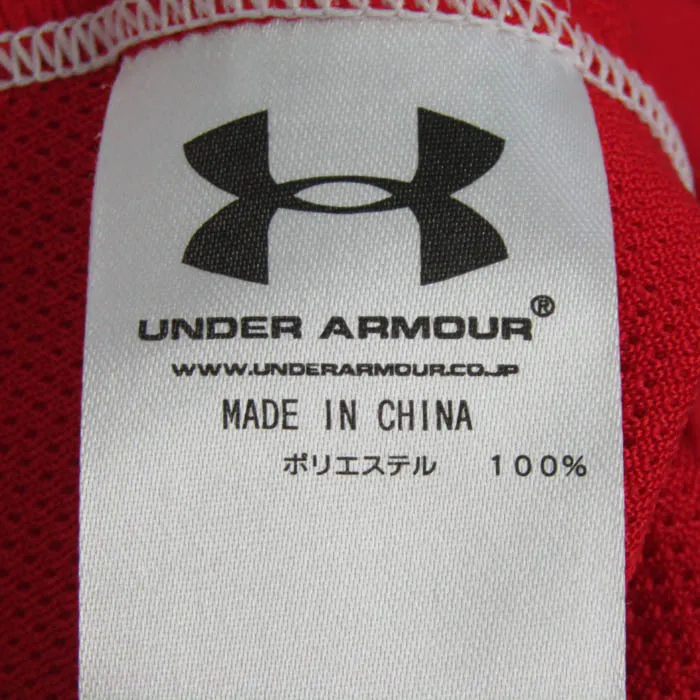 UNDER ARMOUR®
WWW.UNDERARMOUR.CO.JP
MADE IN CHINA
ポリエステル 100%